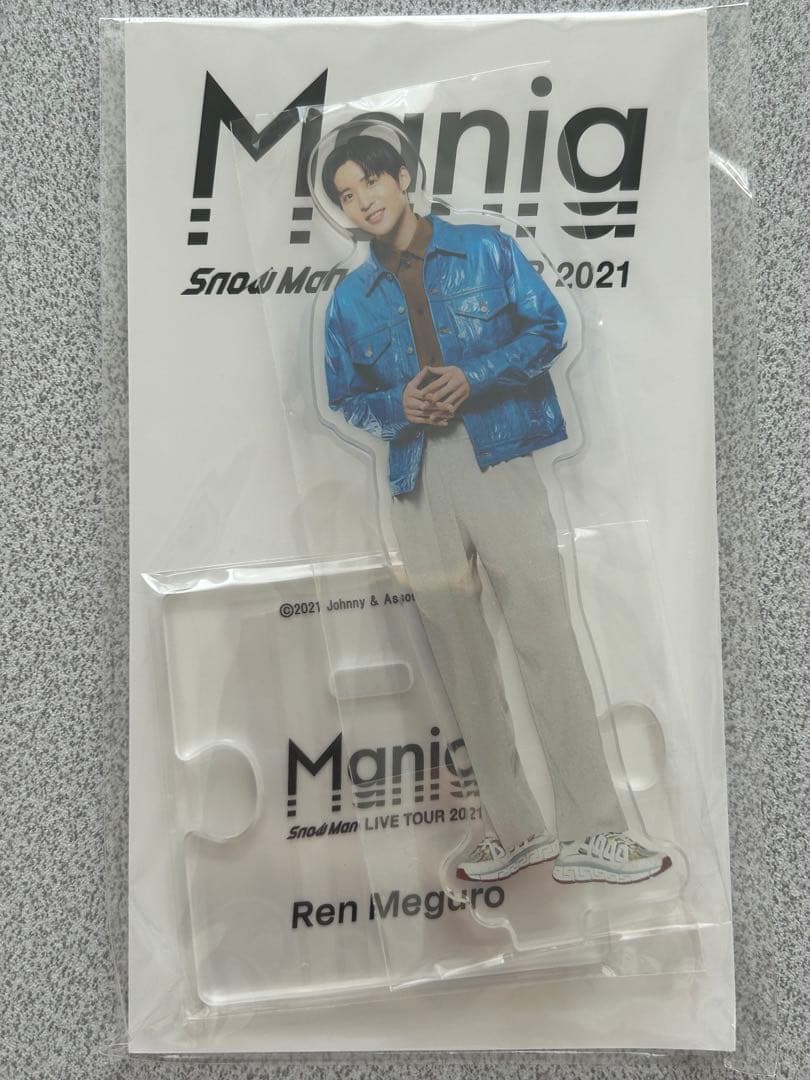 Mania
Snow Man 2021
©2021 Johnny &
Mania
Snow Man LIVE TOUR 2021
Ren Meguro